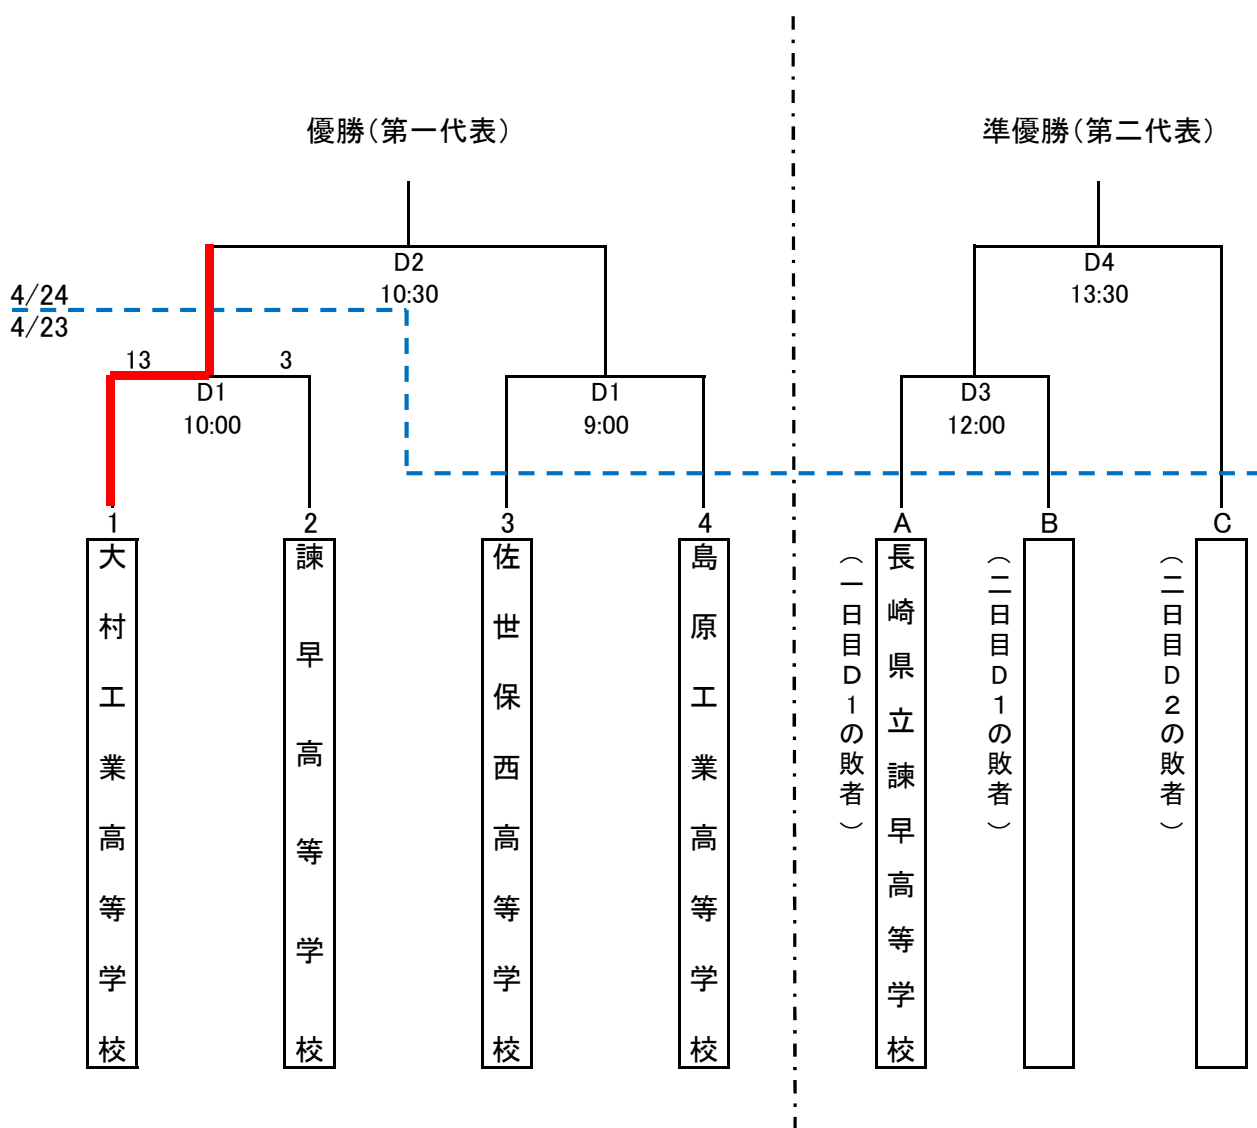 優勝（第一代表）
準優勝（第二代表）
D2
10:30
D4
13:30
4/24
4/23
13
3
D1
10:00
D1
9:00
D3
12:00
1
2
3
4
A
B
C
大村工業高等学校
諫早高等学校
佐世保西高等学校
島原工業高等学校
（一日目D1の敗者）
長崎県立諫早高等学校
（二日目D1の敗者）
（二日目D2の敗者）